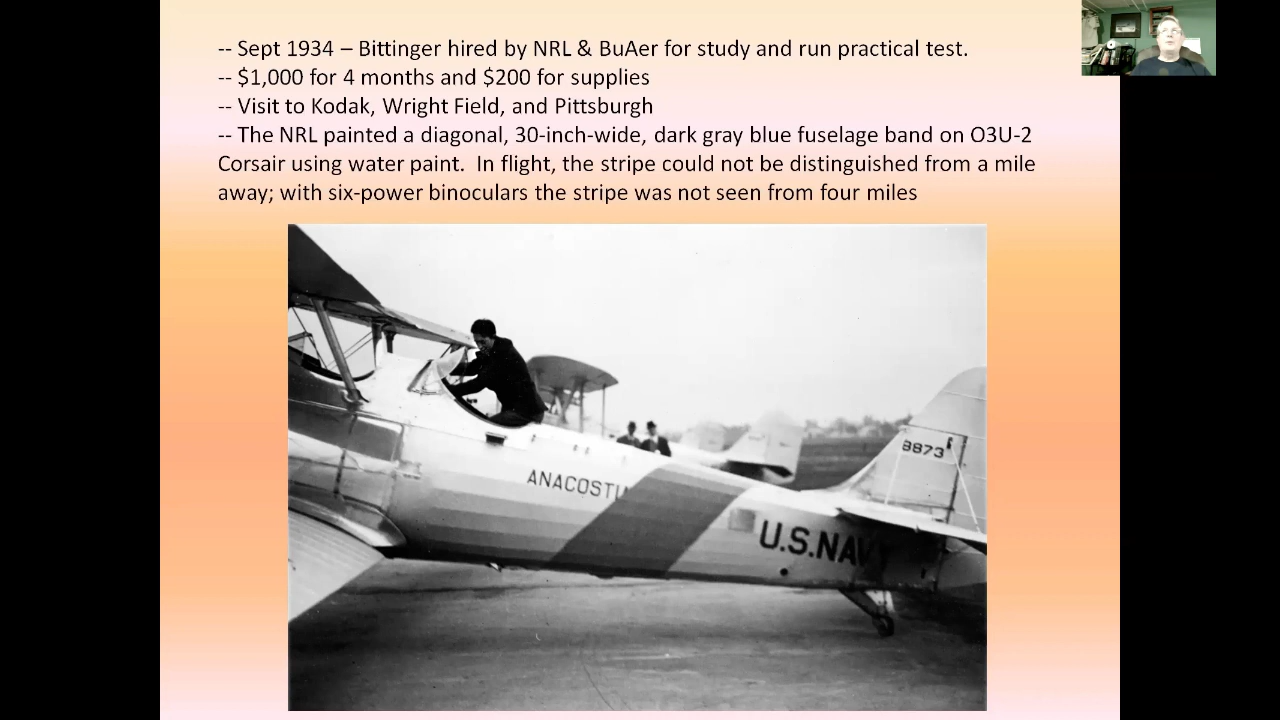 -- Sept 1934 – Bittinger hired by NRL & BuAer for study and run practical test.
-- $1,000 for 4 months and $200 for supplies
-- Visit to Kodak, Wright Field, and Pittsburgh
-- The NRL painted a diagonal, 30-inch-wide, dark gray blue fuselage band on O3U-2
Corsair using water paint.  In flight, the stripe could not be distinguished from a mile
away; with six-power binoculars the stripe was not seen from four miles
8873
ANACOSTI
U.S.NAVY